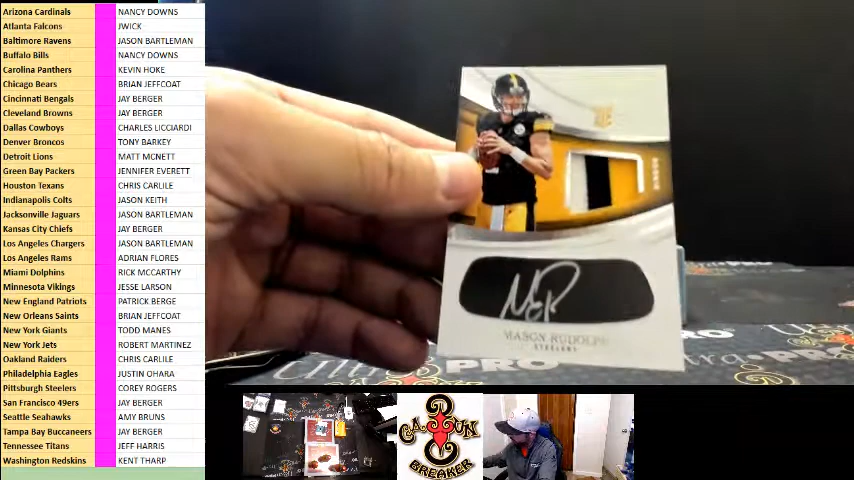 Arizona Cardinals NANCY DOWNS
Atlanta Falcons JWICK
Baltimore Ravens JASON BARTLEMAN
Buffalo Bills NANCY DOWNS
Carolina Panthers KEVIN HOKE
Chicago Bears BRIAN JEFFCOAT
Cincinnati Bengals JAY BERGER
Cleveland Browns JAY BERGER
Dallas Cowboys CHARLES LICCIARDI
Denver Broncos TONY BARKEY
Detroit Lions MATT MCNETT
Green Bay Packers JENNIFER EVERETT
Houston Texans CHRIS CARLILE
Indianapolis Colts JASON KEITH
Jacksonville Jaguars JASON BARTLEMAN
Kansas City Chiefs JAY BERGER
Los Angeles Chargers JASON BARTLEMAN
Los Angeles Rams ADRIAN FLORES
Miami Dolphins RICK MCCARTHY
Minnesota Vikings JESSE LARSON
New England Patriots PATRICK BERGE
New Orleans Saints BRIAN JEFFCOAT
New York Giants TODD MANES
New York Jets ROBERT MARTINEZ
Oakland Raiders CHRIS CARLILE
Philadelphia Eagles JUSTIN OHARA
Pittsburgh Steelers COREY ROGERS
San Francisco 49ers JAY BERGER
Seattle Seahawks AMY BRUNS
Tampa Bay Buccaneers JAY BERGER
Tennessee Titans JEFF HARRIS
Washington Redskins KENT THARP
MASON RUDOLPH
STEELERS
PRO
CAJUN
BREAKER